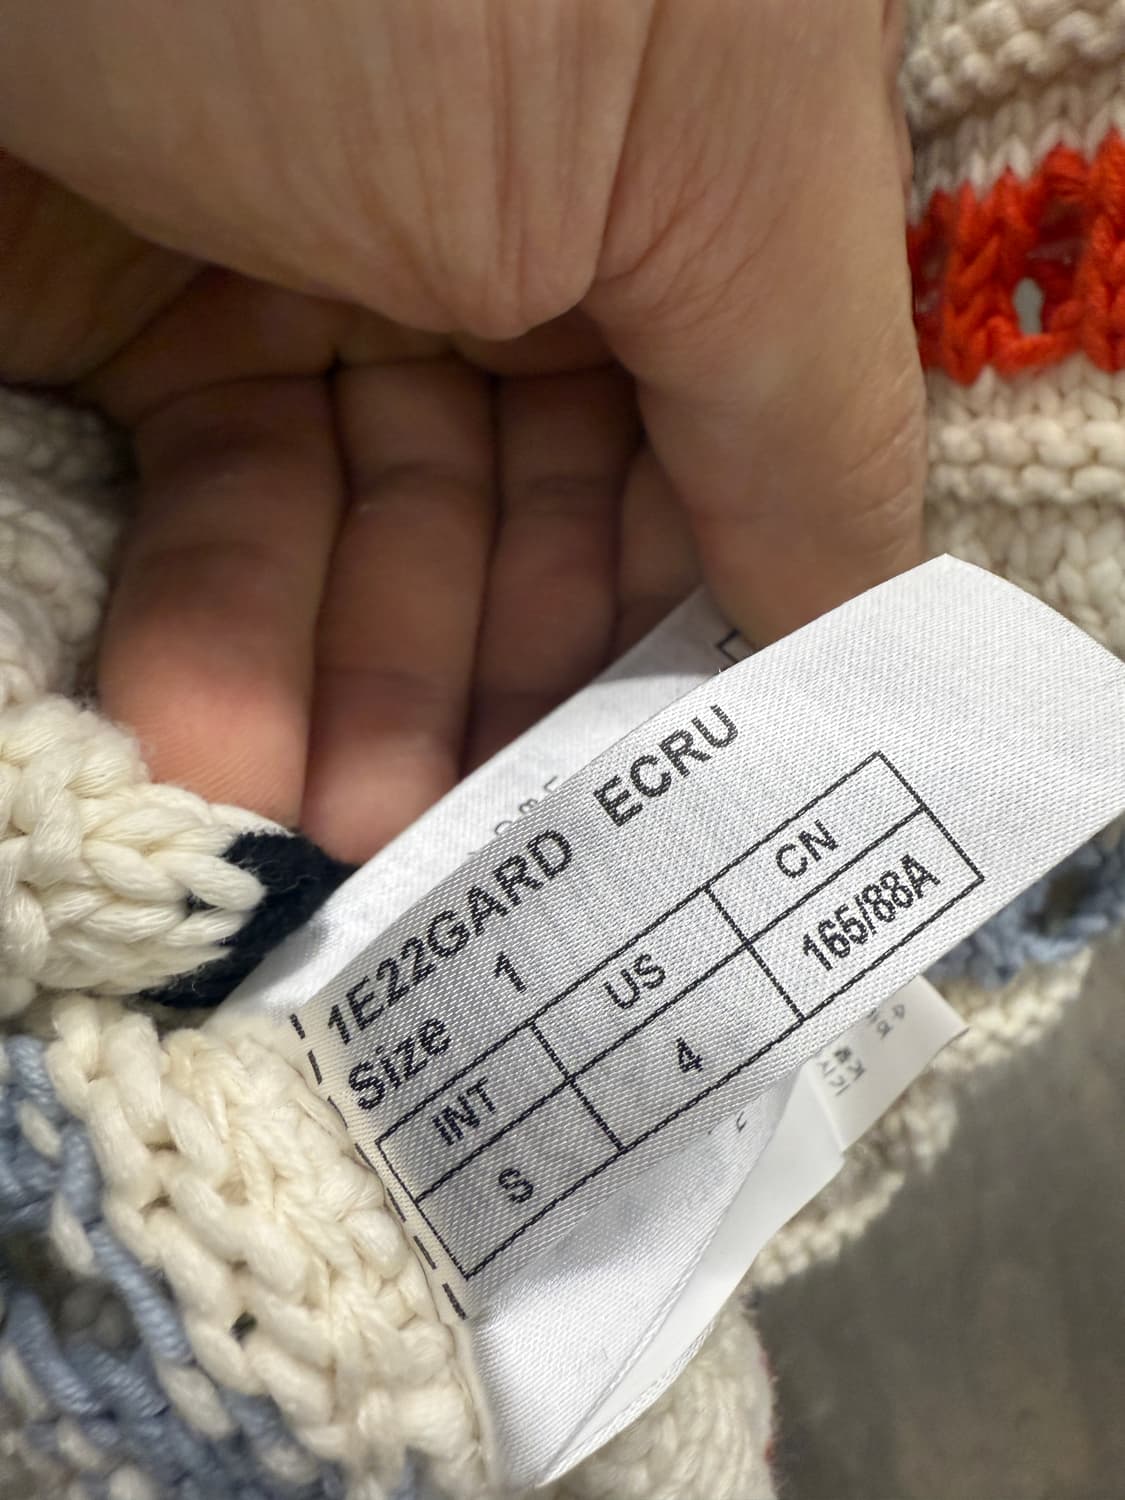 1E22GARD ECRU
Size 1
INT US CN
S 4 165/88A